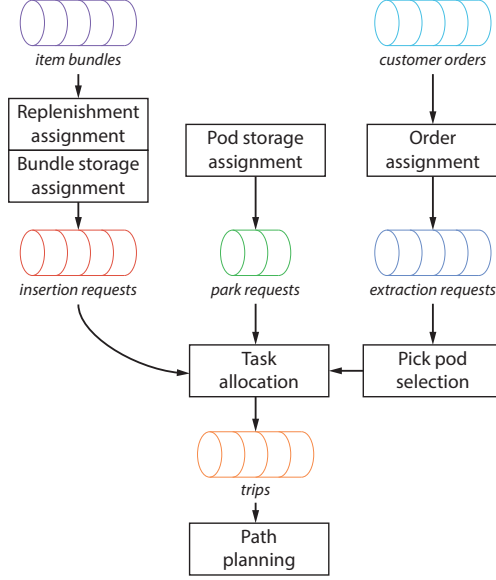 item bundles
customer orders
Replenishment
assignment
Bundle storage
assignment
Pod storage
assignment
Order
assignment
insertion requests
park requests
extraction requests
Task
allocation
Pick pod
selection
trips
Path
planning